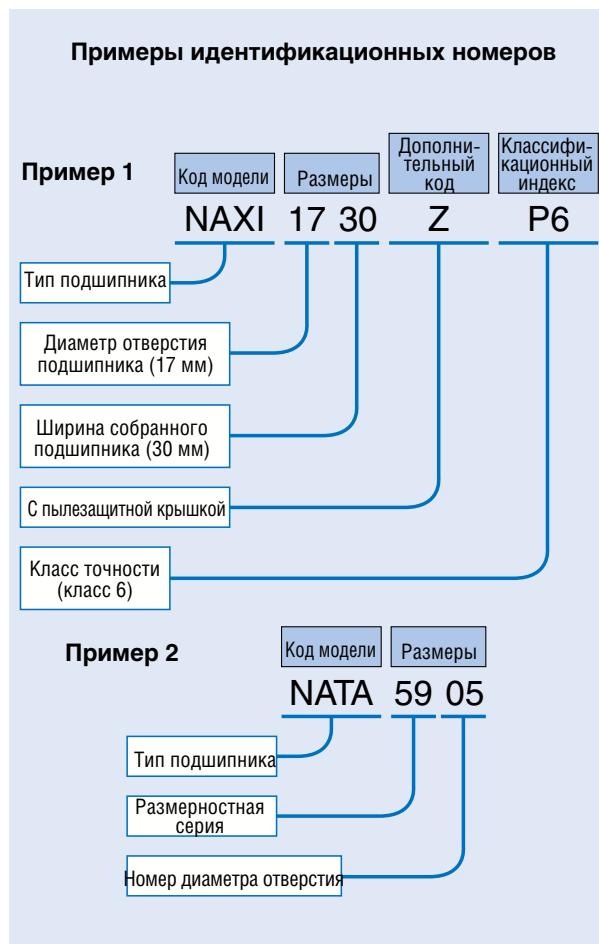 Примеры идентификационных номеров
Пример 1
Код модели
Размеры
Дополни-
тельный
код
Классифи-
кационный
индекс
NAXI 17 30 Z P6
Тип подшипника
Диаметр отверстия
подшипника (17 мм)
Ширина собранного
подшипника (30 мм)
С пылезащитной крышкой
Класс точности
(класс 6)
Пример 2
Код модели
Размеры
NATA 59 05
Тип подшипника
Размерностная
серия
Номер диаметра отверстия